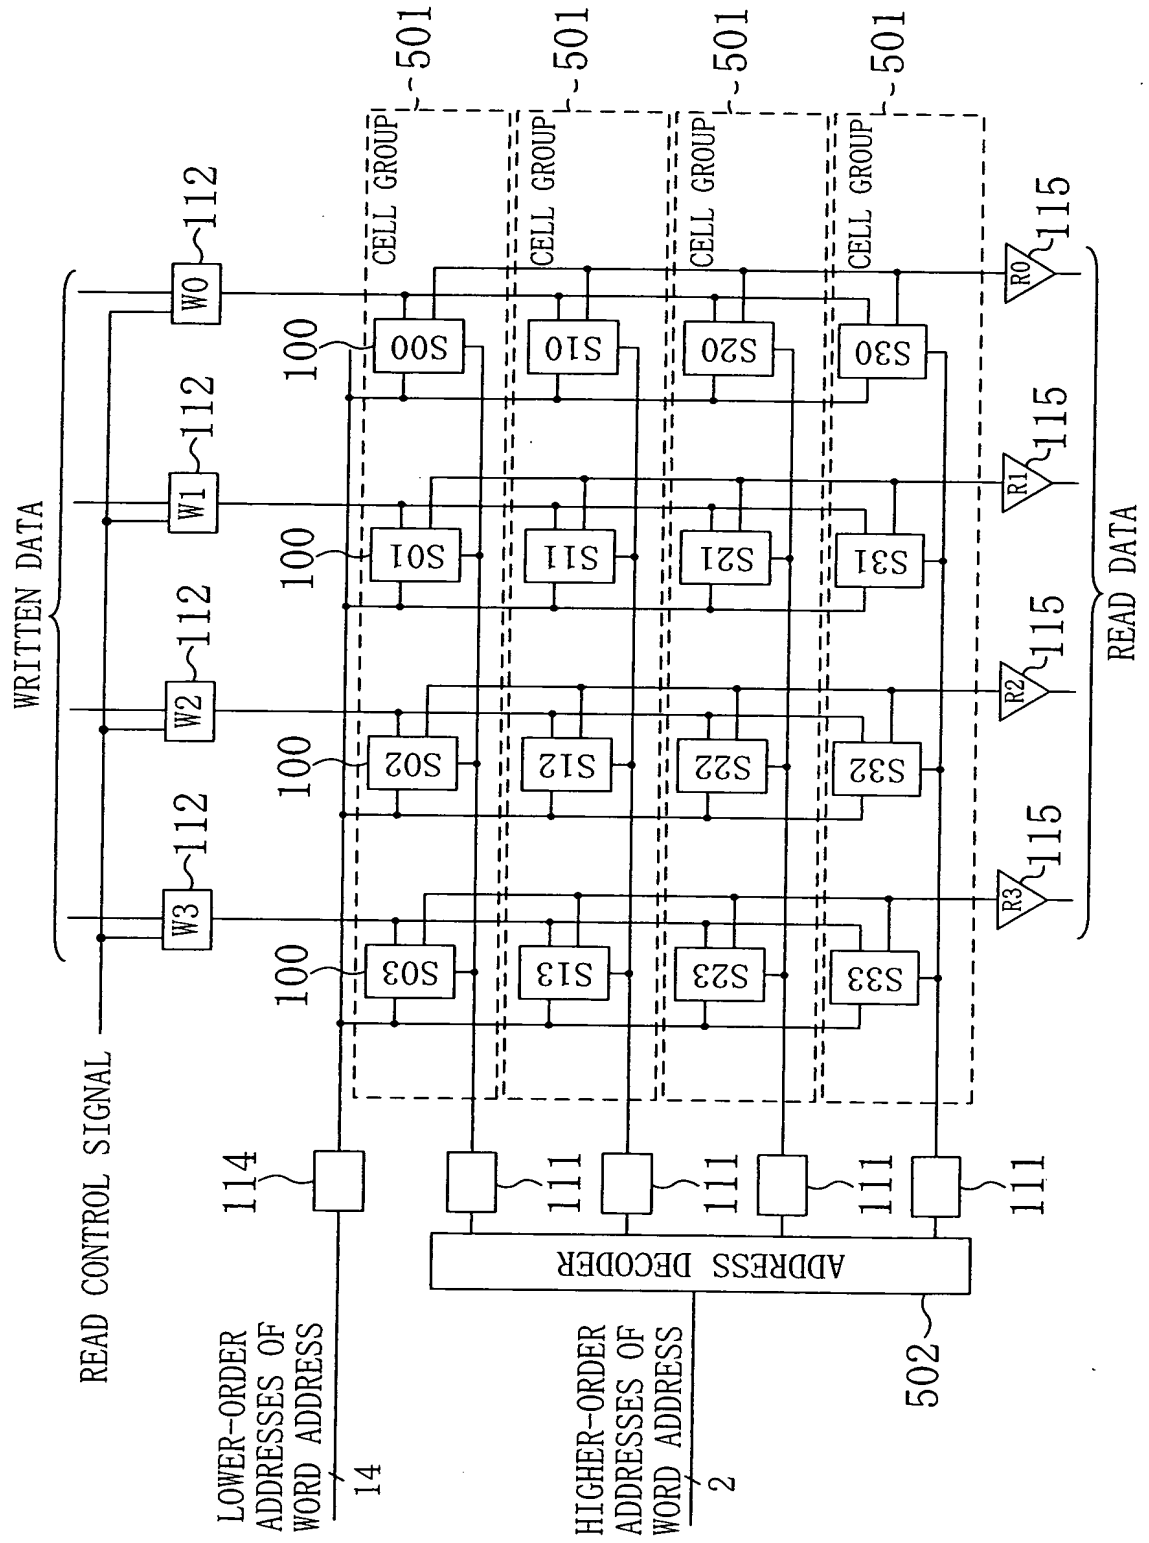 WRITTEN DATA
READ CONTROL SIGNAL
W3
112
W2
112
W1
112
W0
112
LOWER-ORDER
ADDRESSES OF
WORD ADDRESS
14
114
100
100
100
100
CELL GROUP
501
S03
S02
S01
S00
111
CELL GROUP
501
S13
S12
S11
S10
111
HIGHER-ORDER
ADDRESSES OF
WORD ADDRESS
2
ADDRESS DECODER
502
CELL GROUP
501
S23
S22
S21
S20
111
CELL GROUP
501
S33
S32
S31
S30
111
R3
115
R2
115
R1
115
R0
115
READ DATA